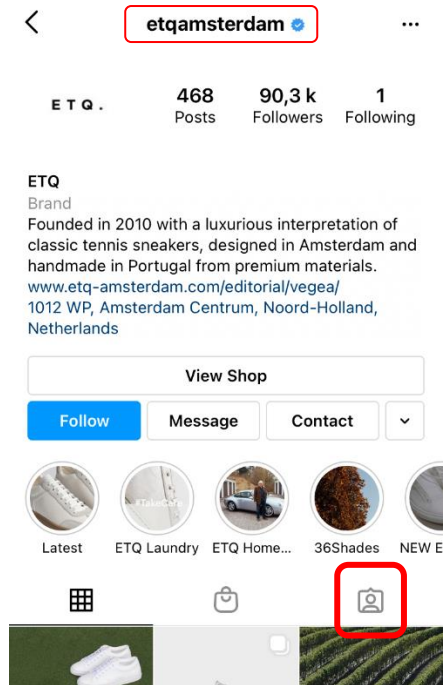 etqamsterdam
E T Q .
468 90,3 k 1
Posts Followers Following
ETQ
Brand
Founded in 2010 with a luxurious interpretation of
classic tennis sneakers, designed in Amsterdam and
handmade in Portugal from premium materials.
www.etq-amsterdam.com/editorial/vegea/
1012 WP, Amsterdam Centrum, Noord-Holland,
Netherlands
View Shop
Follow Message Contact
#TakeCare
Latest ETQ Laundry ETQ Home... 36Shades NEW E